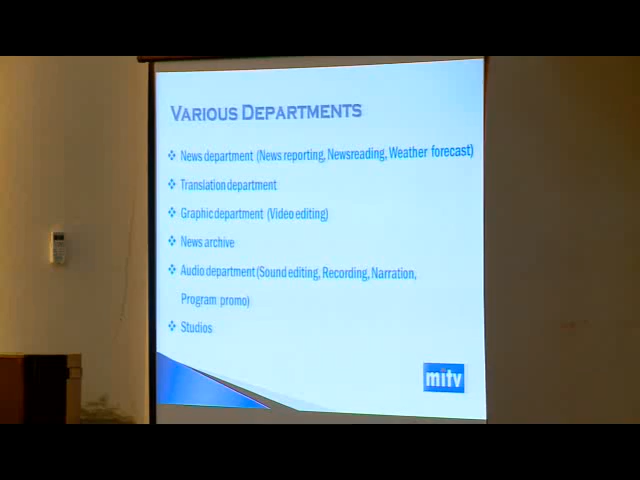 VARIOUS DEPARTMENTS
❖ News department (News reporting, Newsreading, Weather forecast)
❖ Translation department
❖ Graphic department (Video editing)
❖ News archive
❖ Audio department(Sound editing, Recording, Narration,
Program promo)
❖ Studios
mitv